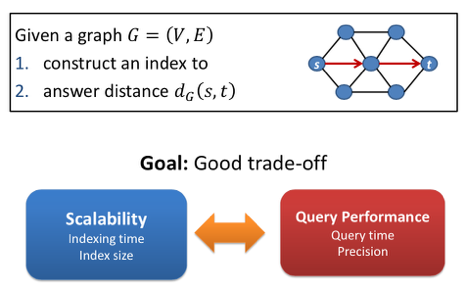 Given a graph G = (V, E)
1. construct an index to
2. answer distance d_G(s, t)
s
t
Goal: Good trade-off
Scalability
Indexing time
Index size
Query Performance
Query time
Precision